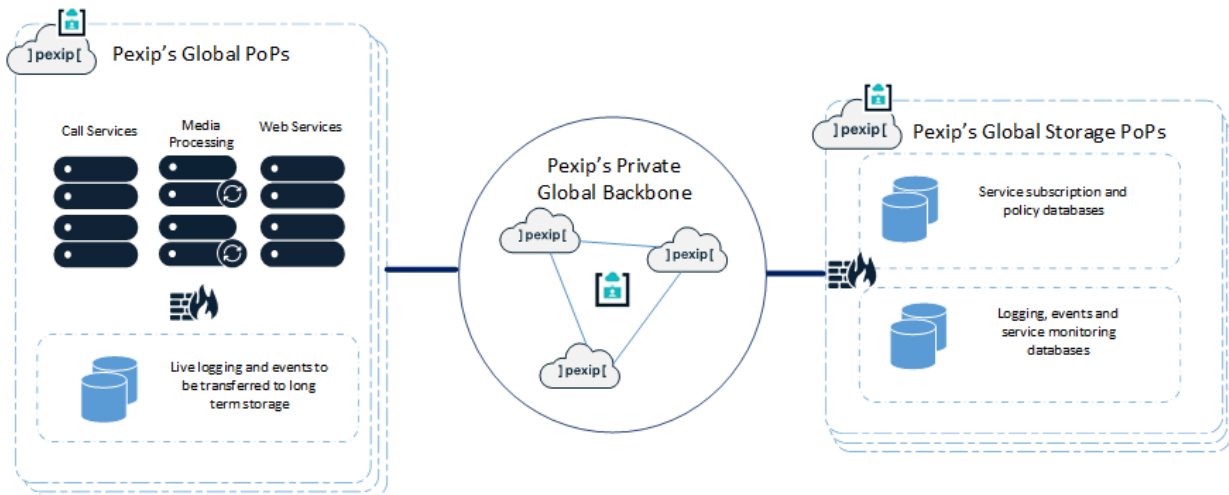 ]pexip[
Pexip's Global PoPs
Call Services
Media
Processing
Web Services
Live logging and events to
be transferred to long
term storage
Pexip's Private
Global Backbone
]pexip[
]pexip[
]pexip[
]pexip[
Pexip's Global Storage PoPs
Service subscription and
policy databases
Logging, events and
service monitoring
databases